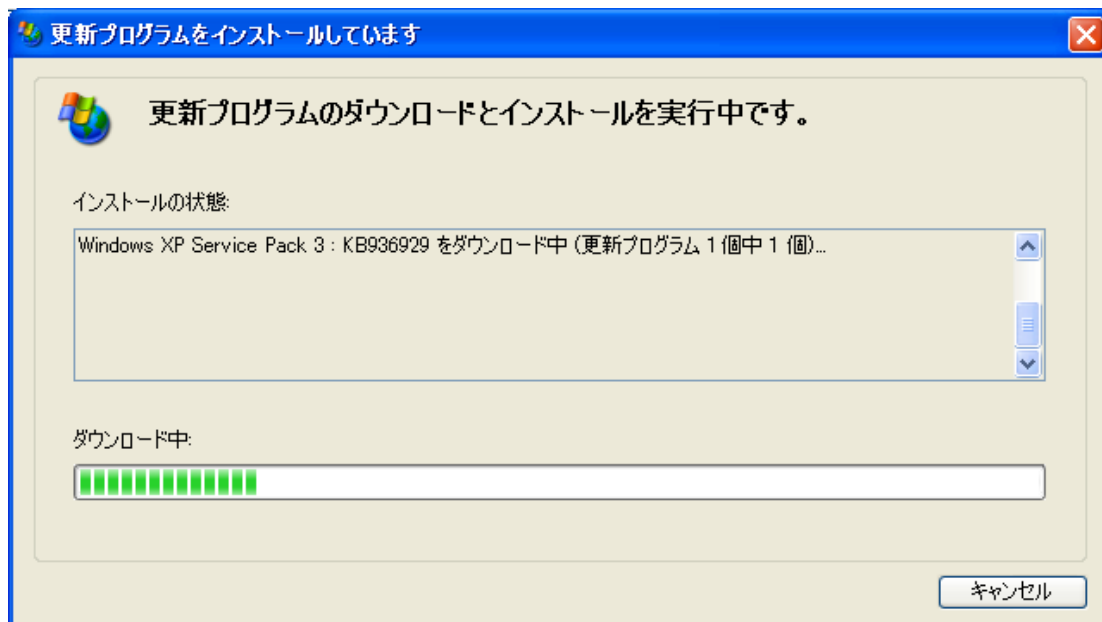 更新プログラムをインストールしています
更新プログラムのダウンロードとインストールを実行中です。
インストールの状態:
Windows XP Service Pack 3 : KB936929 をダウンロード中 (更新プログラム 1 個中 1 個)...
ダウンロード中:
キャンセル